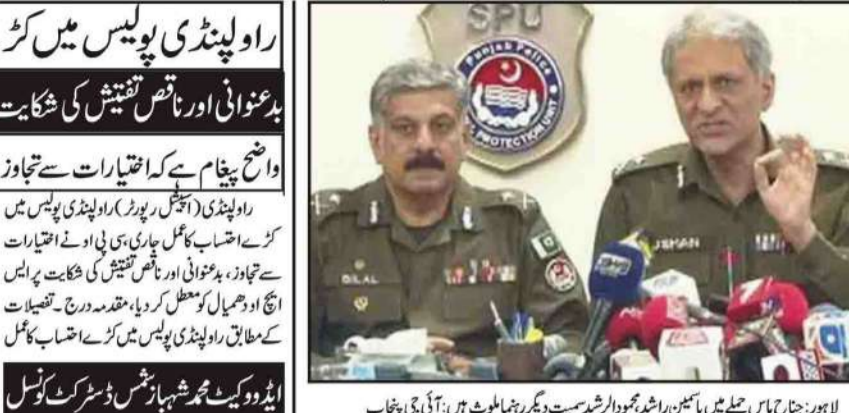 راولپنڈی پولیس میں کڑ
بدعنوانی اور ناقص تفتیش کی شکایت
واضح پیغام ہے کہ اختیارات سے تجاوز
راولپنڈی (اسپیشل رپورٹر) راولپنڈی پولیس میں
کڑے احتساب کا عمل جاری، سی پی او نے اختیارات
سے تجاوز، بدعنوانی اور ناقص تفتیش کی شکایت پر ایس
ایچ او دھمیال کو معطل کر دیا، مقدمہ درج۔ تفصیلات
کے مطابق راولپنڈی پولیس میں کڑے احتساب کا عمل
ایڈووکیٹ محمد شہباز شمس ڈسٹرکٹ کونسل
SPU
Punjab Police
PROTECTION UNIT
BILAL
USMAN
لاہور: جناح ہاس حملے میں یاسمین راشد، محمود الرشید سمیت دیگر رہنما ملوث ہیں: آئی جی پنجاب